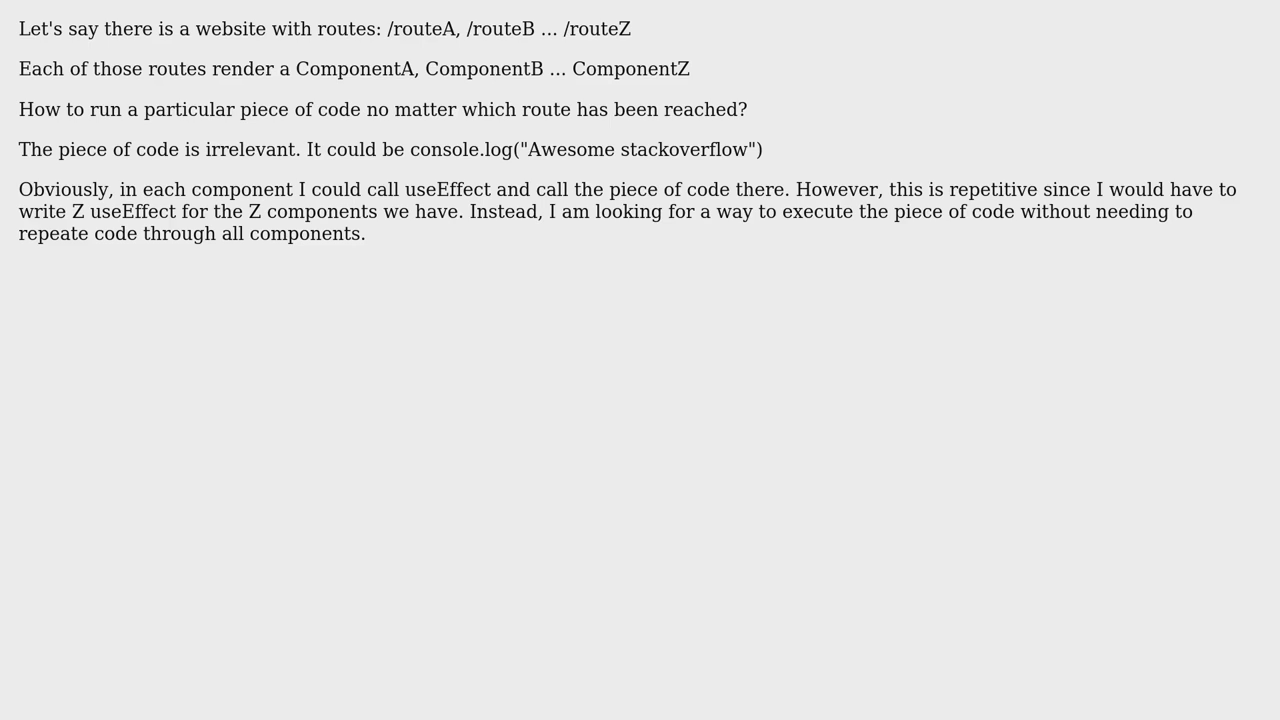 Let's say there is a website with routes: /routeA, /routeB ... /routeZ
Each of those routes render a ComponentA, ComponentB ... ComponentZ
How to run a particular piece of code no matter which route has been reached?
The piece of code is irrelevant. It could be console.log("Awesome stackoverflow")
Obviously, in each component I could call useEffect and call the piece of code there. However, this is repetitive since I would have to
write Z useEffect for the Z components we have. Instead, I am looking for a way to execute the piece of code without needing to
repeate code through all components.